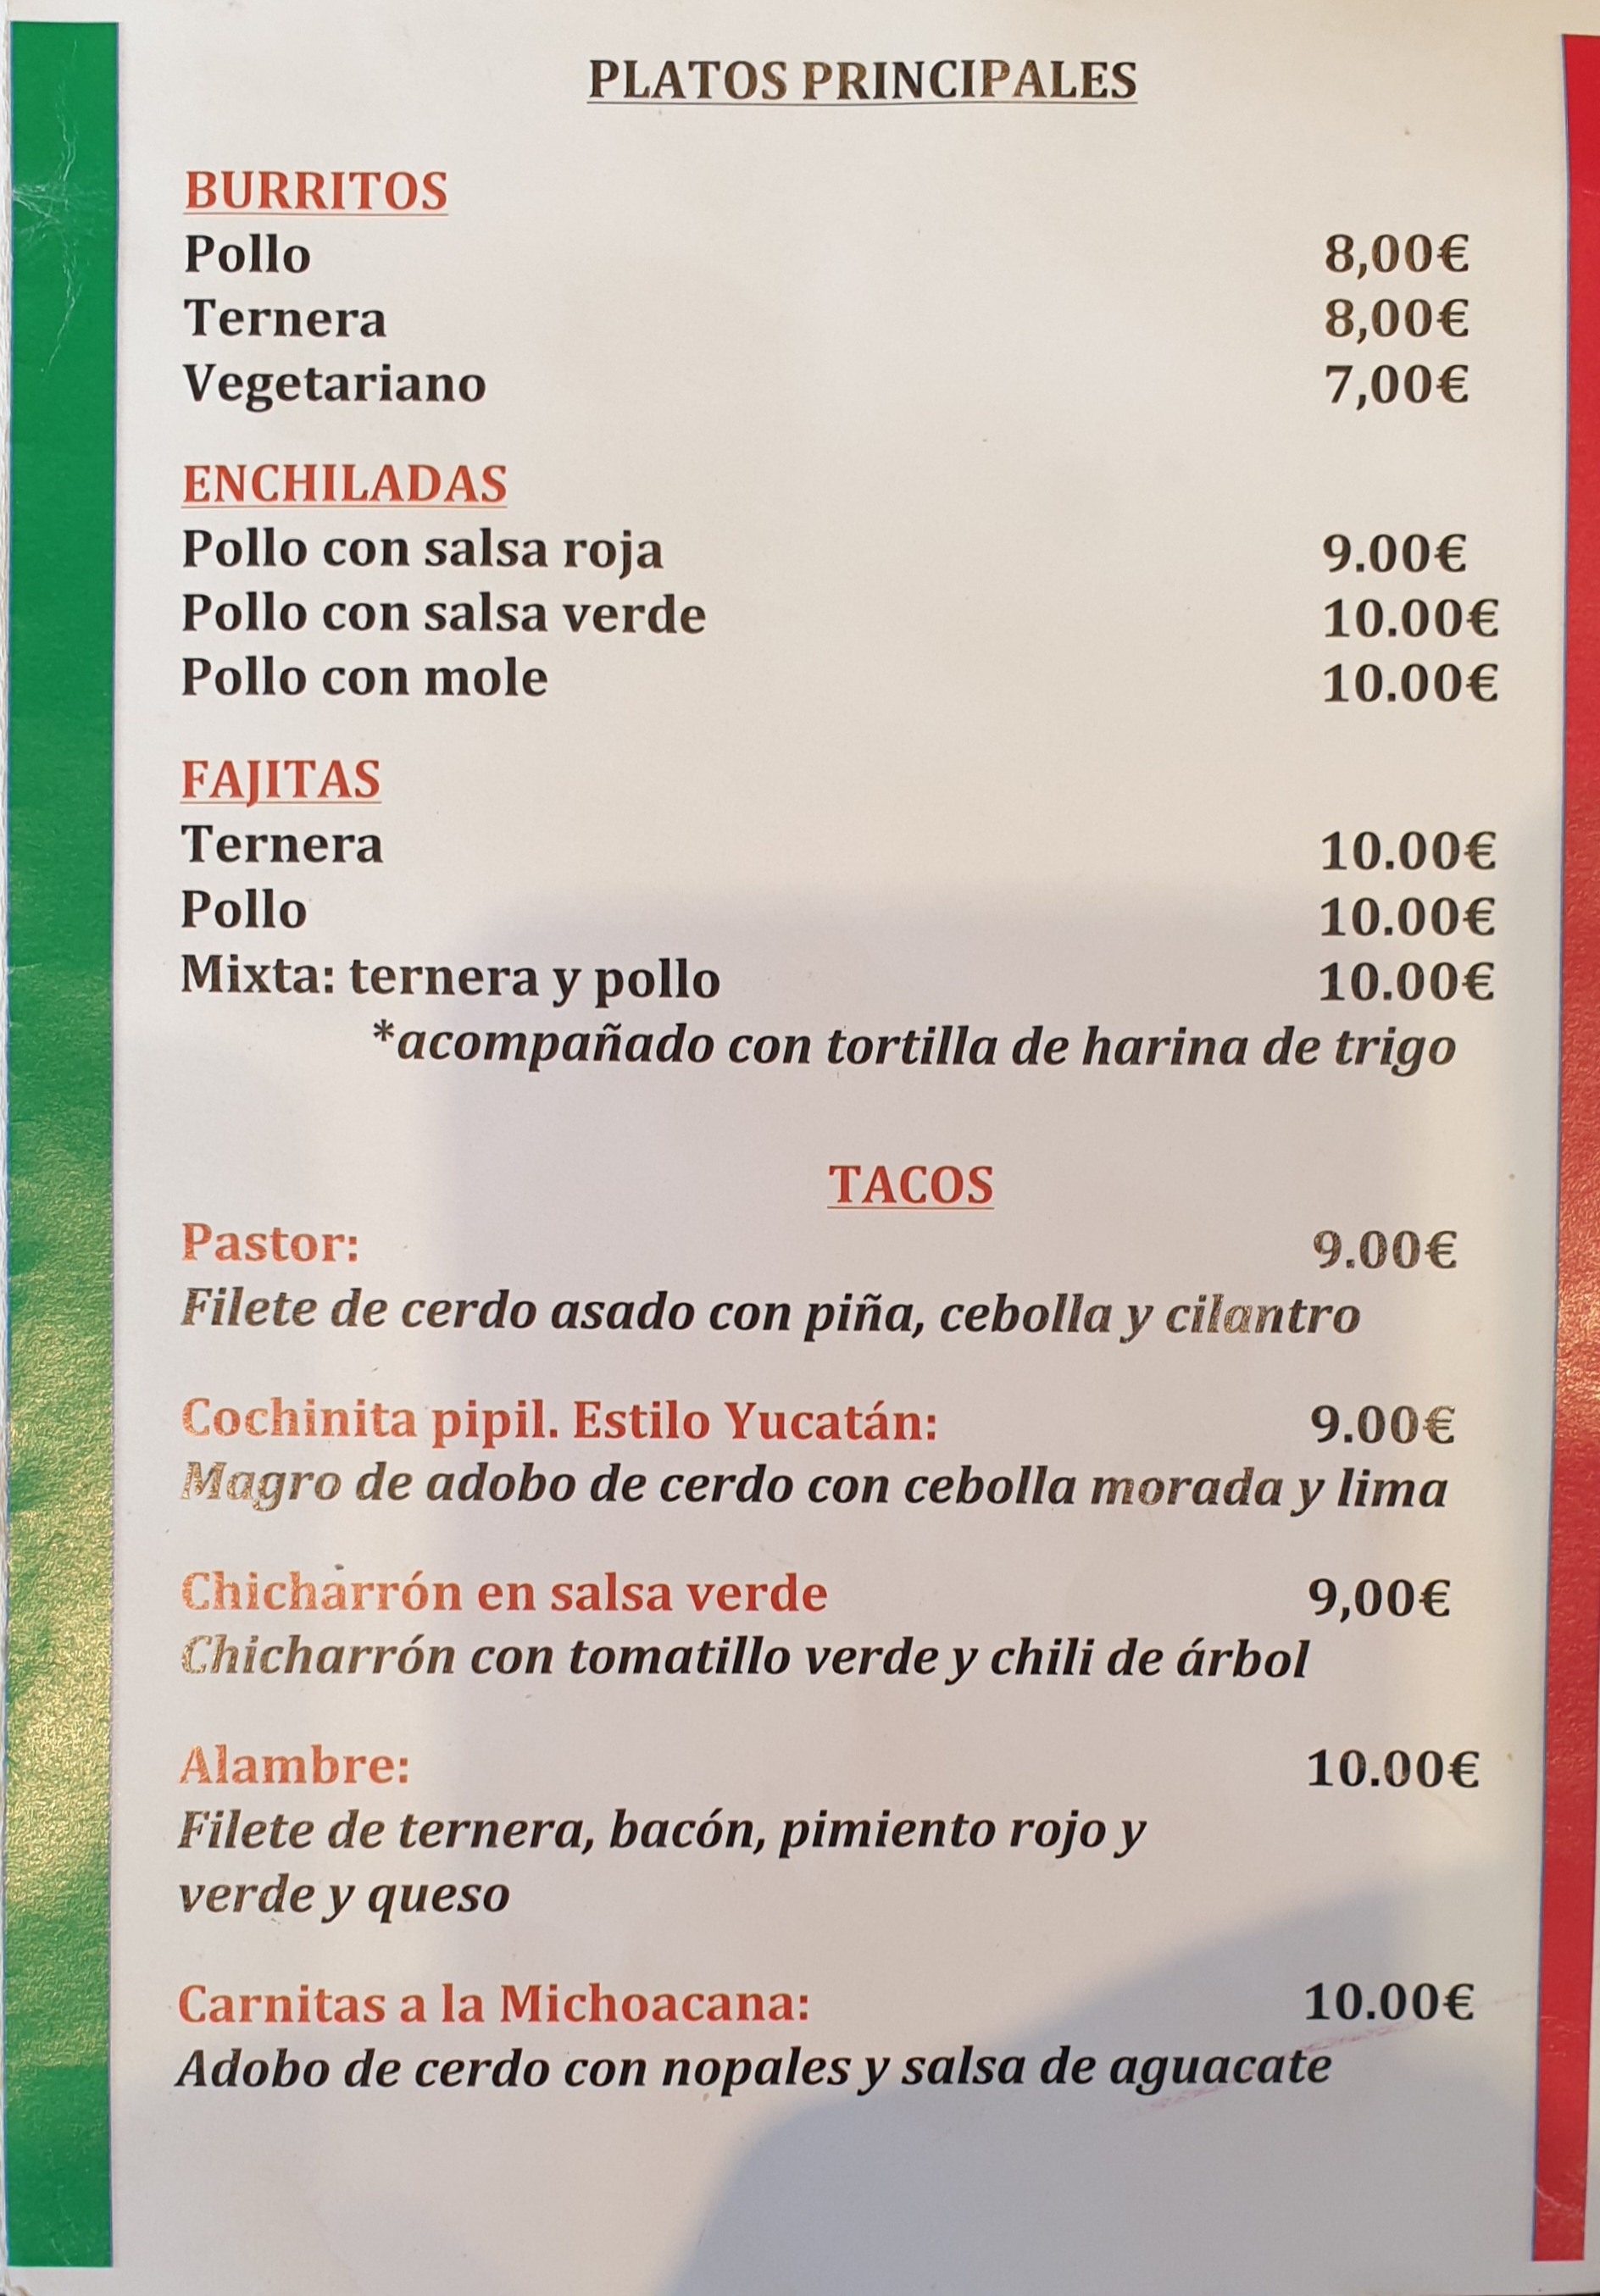 PLATOS PRINCIPALES
BURRITOS
Pollo 8,00€
Ternera 8,00€
Vegetariano 7,00€
ENCHILADAS
Pollo con salsa roja 9.00€
Pollo con salsa verde 10.00€
Pollo con mole 10.00€
FAJITAS
Ternera 10.00€
Pollo 10.00€
Mixta: ternera y pollo 10.00€
*acompañado con tortilla de harina de trigo
TACOS
Pastor: 9.00€
Filete de cerdo asado con piña, cebolla y cilantro
Cochinita pipil. Estilo Yucatán: 9.00€
Magro de adobo de cerdo con cebolla morada y lima
Chicharrón en salsa verde 9,00€
Chicharrón con tomatillo verde y chili de árbol
Alambre: 10.00€
Filete de ternera, bacón, pimiento rojo y
verde y queso
Carnitas a la Michoacana: 10.00€
Adobo de cerdo con nopales y salsa de aguacate